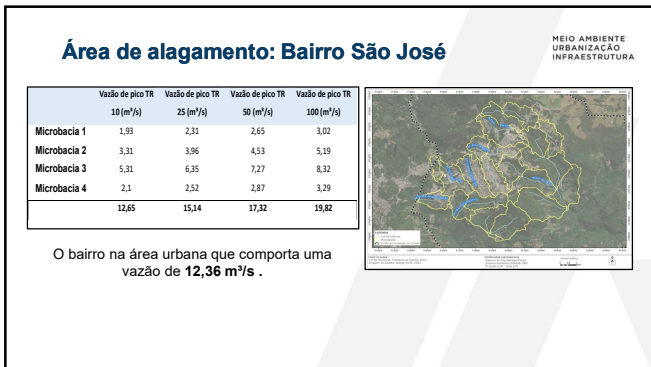 Área de alagamento: Bairro São José
MEIO AMBIENTE
URBANIZAÇÃO
INFRAESTRUTURA
Vazão de pico TR Vazão de pico TR Vazão de pico TR Vazão de pico TR
10 (m³/s) 25 (m³/s) 50 (m³/s) 100 (m³/s)
Microbacia 1 1,93 2,31 2,65 3,02
Microbacia 2 3,31 3,96 4,53 5,19
Microbacia 3 5,31 6,35 7,27 8,32
Microbacia 4 2,1 2,52 2,87 3,29
12,65 15,14 17,32 19,82
O bairro na área urbana que comporta uma
vazão de 12,36 m³/s .
LEGENDA